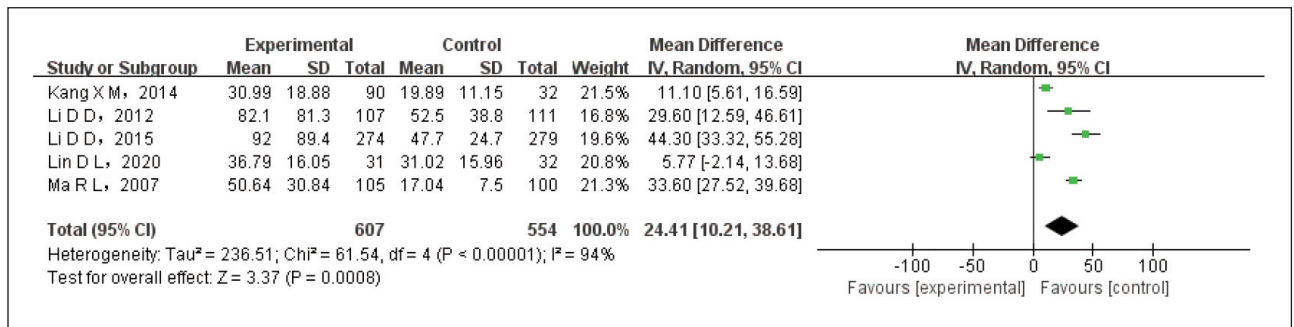 Experimental Control Mean Difference Mean Difference
Study or Subgroup Mean SD Total Mean SD Total Weight IV, Random, 95% CI IV, Random, 95% CI
Kang X M，2014 30.99 18.88 90 19.89 11.15 32 21.5% 11.10 [5.61, 16.59]
Li D D，2012 82.1 81.3 107 52.5 38.8 111 16.8% 29.60 [12.59, 46.61]
Li D D，2015 92 89.4 274 47.7 24.7 279 19.6% 44.30 [33.32, 55.28]
Lin D L，2020 36.79 16.05 31 31.02 15.96 32 20.8% 5.77 [-2.14, 13.68]
Ma R L，2007 50.64 30.84 105 17.04 7.5 100 21.3% 33.60 [27.52, 39.68]
Total (95% CI) 607 554 100.0% 24.41 [10.21, 38.61]
Heterogeneity: Tau² = 236.51; Chi² = 61.54, df = 4 (P < 0.00001); I² = 94%
Test for overall effect: Z = 3.37 (P = 0.0008)
-100 -50 0 50 100
Favours [experimental] Favours [control]